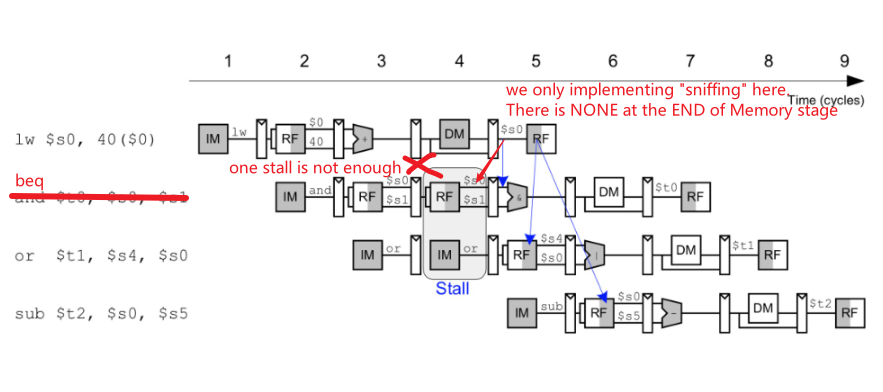 1 2 3 4 5 6 7 8 9
we only implementing "sniffing" here.
Time (cycles)
There is NONE at the END of Memory stage
lw $s0, 40($0)
IM lw RF $0 40 + DM $s0 RF
one stall is not enough
beq
and $t0, $s0, $s1
IM and RF $s0 $s1 RF $s0 $s1 & DM $t0 RF
or $t1, $s4, $s0
IM or IM or RF $s4 $s0 | DM $t1 RF
Stall
sub $t2, $s0, $s5
IM sub RF $s0 $s5 - DM $t2 RF